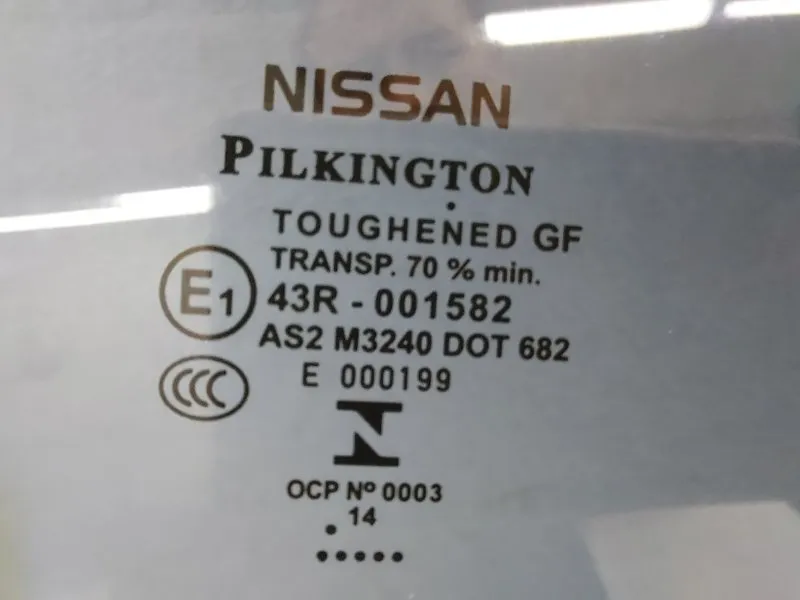 NISSAN
PILKINGTON
TOUGHENED GF
TRANSP. 70 % min.
E1 43R - 001582
AS2 M3240 DOT 682
CCC E 000199
OCP Nº 0003
14